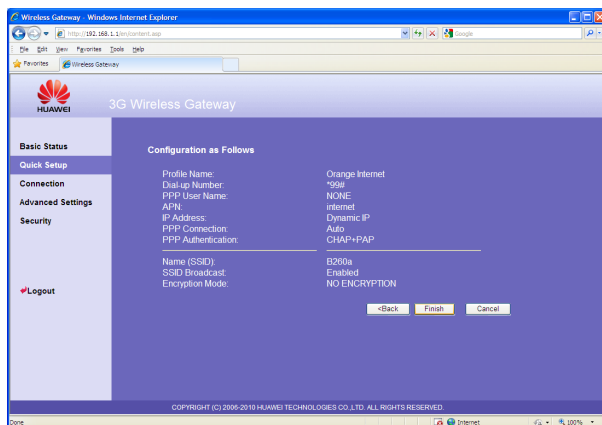 Wireless Gateway - Windows Internet Explorer
http://192.168.1.1/en/content.asp
Google
File Edit View Favorites Tools Help
Favorites Wireless Gateway
HUAWEI
3G Wireless Gateway
Basic Status
Quick Setup
Connection
Advanced Settings
Security
Logout
Configuration as Follows
Profile Name: Orange Internet
Dial-up Number: *99#
PPP User Name: NONE
APN: internet
IP Address: Dynamic IP
PPP Connection: Auto
PPP Authentication: CHAP+PAP
Name (SSID): B260a
SSID Broadcast: Enabled
Encryption Mode: NO ENCRYPTION
<Back Finish Cancel
COPYRIGHT (C) 2006-2010 HUAWEI TECHNOLOGIES CO.,LTD. ALL RIGHTS RESERVED.
Done Internet 100%